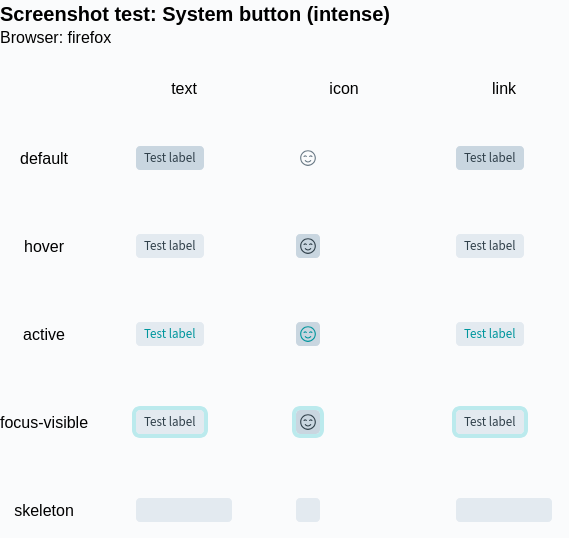 Screenshot test: System button (intense)
Browser: firefox
text icon link
default Test label Test label
hover Test label Test label
active Test label Test label
focus-visible Test label Test label
skeleton